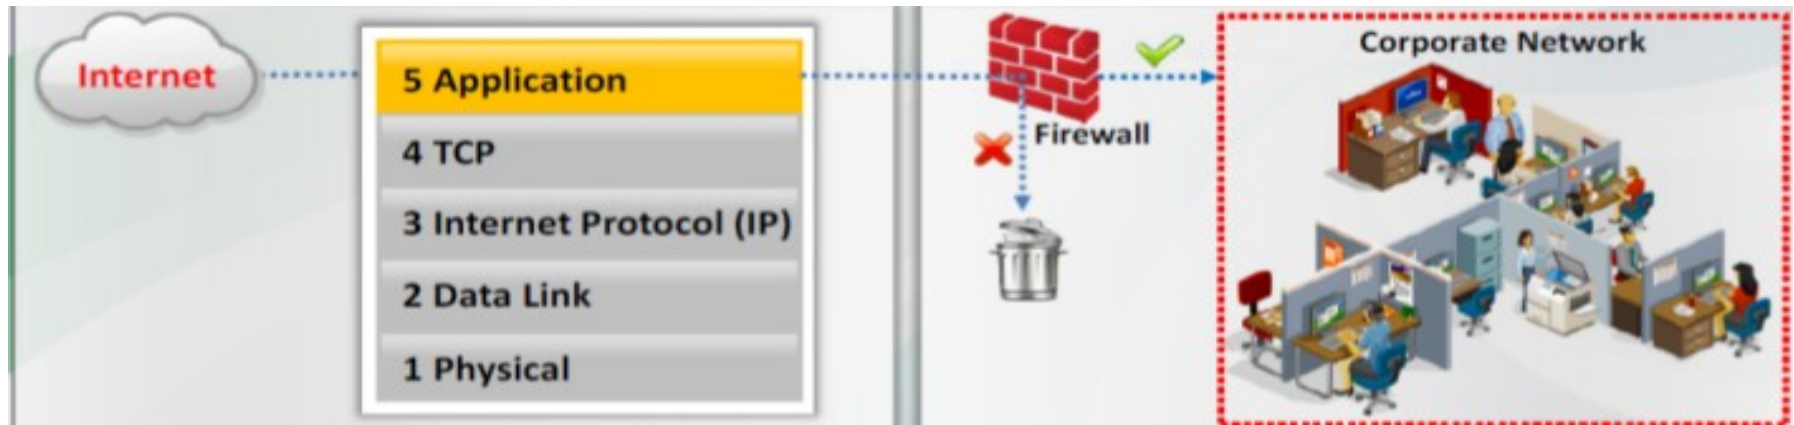 Internet
5 Application
4 TCP
3 Internet Protocol (IP)
2 Data Link
1 Physical
Firewall
Corporate Network